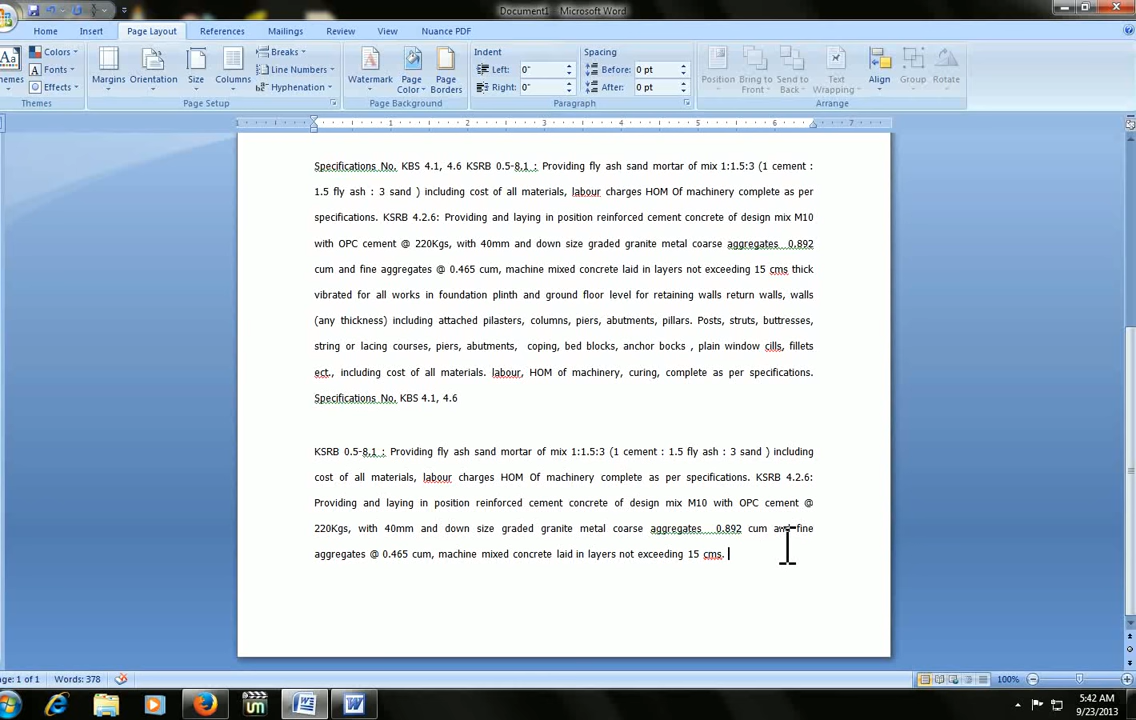 Document1 - Microsoft Word
Home Insert Page Layout References Mailings Review View Nuance PDF
Colors Breaks Indent Spacing
Fonts Line Numbers Left: 0" Before: 0 pt
Effects Hyphenation Right: 0" After: 0 pt
Margins Orientation Size Columns Watermark Page Color Page Borders Position Bring to Front Send to Back Text Wrapping Align Group Rotate
Themes Page Setup Page Background Paragraph Arrange
1 1 2 3 4 5 6 7
Specifications No. KBS 4.1, 4.6 KSRB 0.5-8.1 : Providing fly ash sand mortar of mix 1:1.5:3 (1 cement :
1.5 fly ash : 3 sand ) including cost of all materials, labour charges HOM Of machinery complete as per
specifications. KSRB 4.2.6: Providing and laying in position reinforced cement concrete of design mix M10
with OPC cement @ 220Kgs, with 40mm and down size graded granite metal coarse aggregates 0.892
cum and fine aggregates @ 0.465 cum, machine mixed concrete laid in layers not exceeding 15 cms thick
vibrated for all works in foundation plinth and ground floor level for retaining walls return walls, walls
(any thickness) including attached pilasters, columns, piers, abutments, pillars. Posts, struts, buttresses,
string or lacing courses, piers, abutments, coping, bed blocks, anchor bocks , plain window cills, fillets
ect., including cost of all materials. labour, HOM of machinery, curing, complete as per specifications.
Specifications No. KBS 4.1, 4.6
KSRB 0.5-8.1 : Providing fly ash sand mortar of mix 1:1.5:3 (1 cement : 1.5 fly ash : 3 sand ) including
cost of all materials, labour charges HOM Of machinery complete as per specifications. KSRB 4.2.6:
Providing and laying in position reinforced cement concrete of design mix M10 with OPC cement @
220Kgs, with 40mm and down size graded granite metal coarse aggregates 0.892 cum and fine
aggregates @ 0.465 cum, machine mixed concrete laid in layers not exceeding 15 cms.
Page: 1 of 1 Words: 378 100%
5:42 AM
9/23/2013